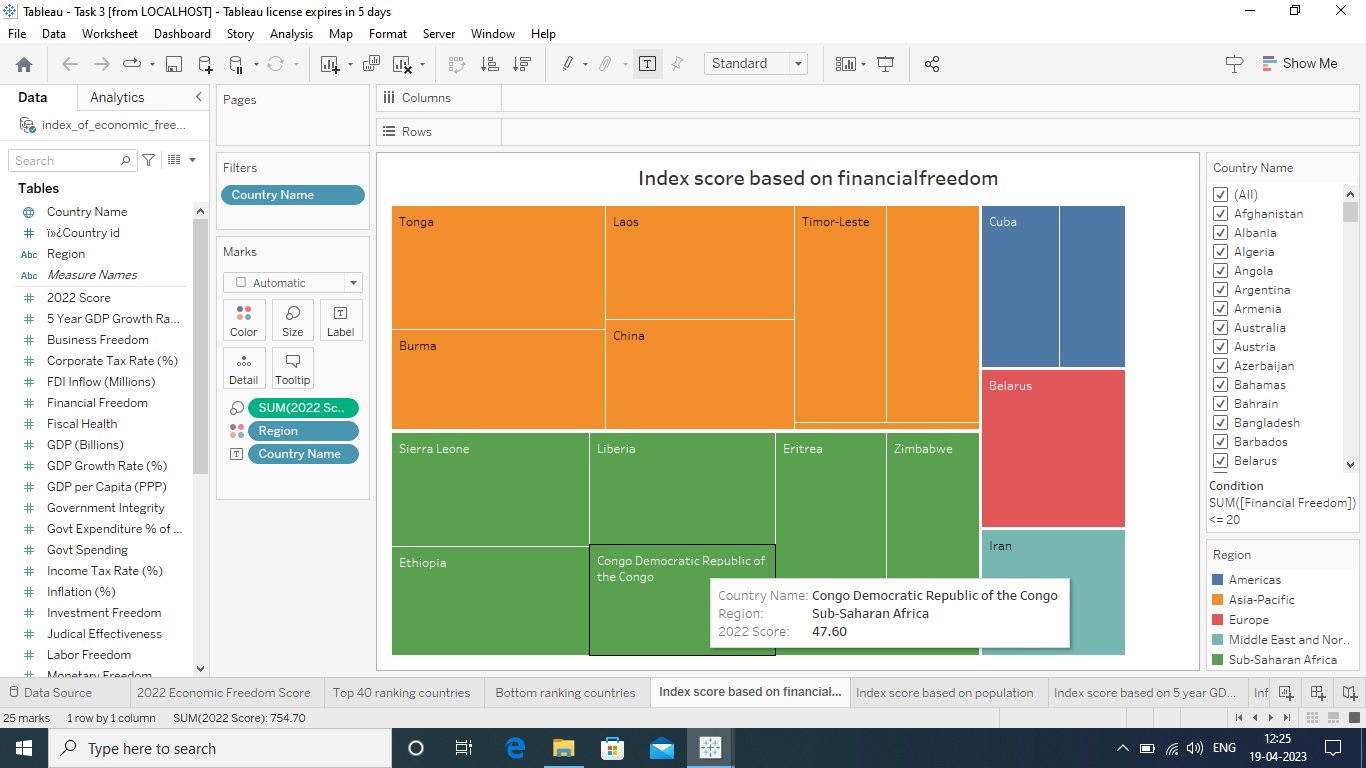 Tableau - Task 3 [from LOCALHOST] - Tableau license expires in 5 days
File Data Worksheet Dashboard Story Analysis Map Format Server Window Help
Standard
Show Me
Data Analytics
index_of_economic_free...
Search
Tables
Country Name
ï»¿Country id
Abc Region
Abc Measure Names
2022 Score
5 Year GDP Growth Ra...
Business Freedom
Corporate Tax Rate (%)
FDI Inflow (Millions)
Financial Freedom
Fiscal Health
GDP (Billions)
GDP Growth Rate (%)
GDP per Capita (PPP)
Government Integrity
Govt Expenditure % of ...
Govt Spending
Income Tax Rate (%)
Inflation (%)
Investment Freedom
Judical Effectiveness
Labor Freedom
Monetary Freedom
Pages
Filters
Country Name
Marks
Automatic
Color Size Label
Detail Tooltip
SUM(2022 Sc..
Region
Country Name
Columns
Rows
Index score based on financialfreedom
Tonga
Laos
Timor-Leste
Cuba
Burma
China
Belarus
Sierra Leone
Liberia
Eritrea
Zimbabwe
Iran
Ethiopia
Congo Democratic Republic of
the Congo
Country Name: Congo Democratic Republic of the Congo
Region: Sub-Saharan Africa
2022 Score: 47.60
Country Name
(All)
Afghanistan
Albania
Algeria
Angola
Argentina
Armenia
Australia
Austria
Azerbaijan
Bahamas
Bahrain
Bangladesh
Barbados
Belarus
Condition
SUM([Financial Freedom])
<= 20
Region
Americas
Asia-Pacific
Europe
Middle East and Nor..
Sub-Saharan Africa
Data Source 2022 Economic Freedom Score Top 40 ranking countries Bottom ranking countries Index score based on financial... Index score based on population Index score based on 5 year GD... Inf
25 marks 1 row by 1 column SUM(2022 Score): 754.70
Type here to search
ENG
12:25
19-04-2023